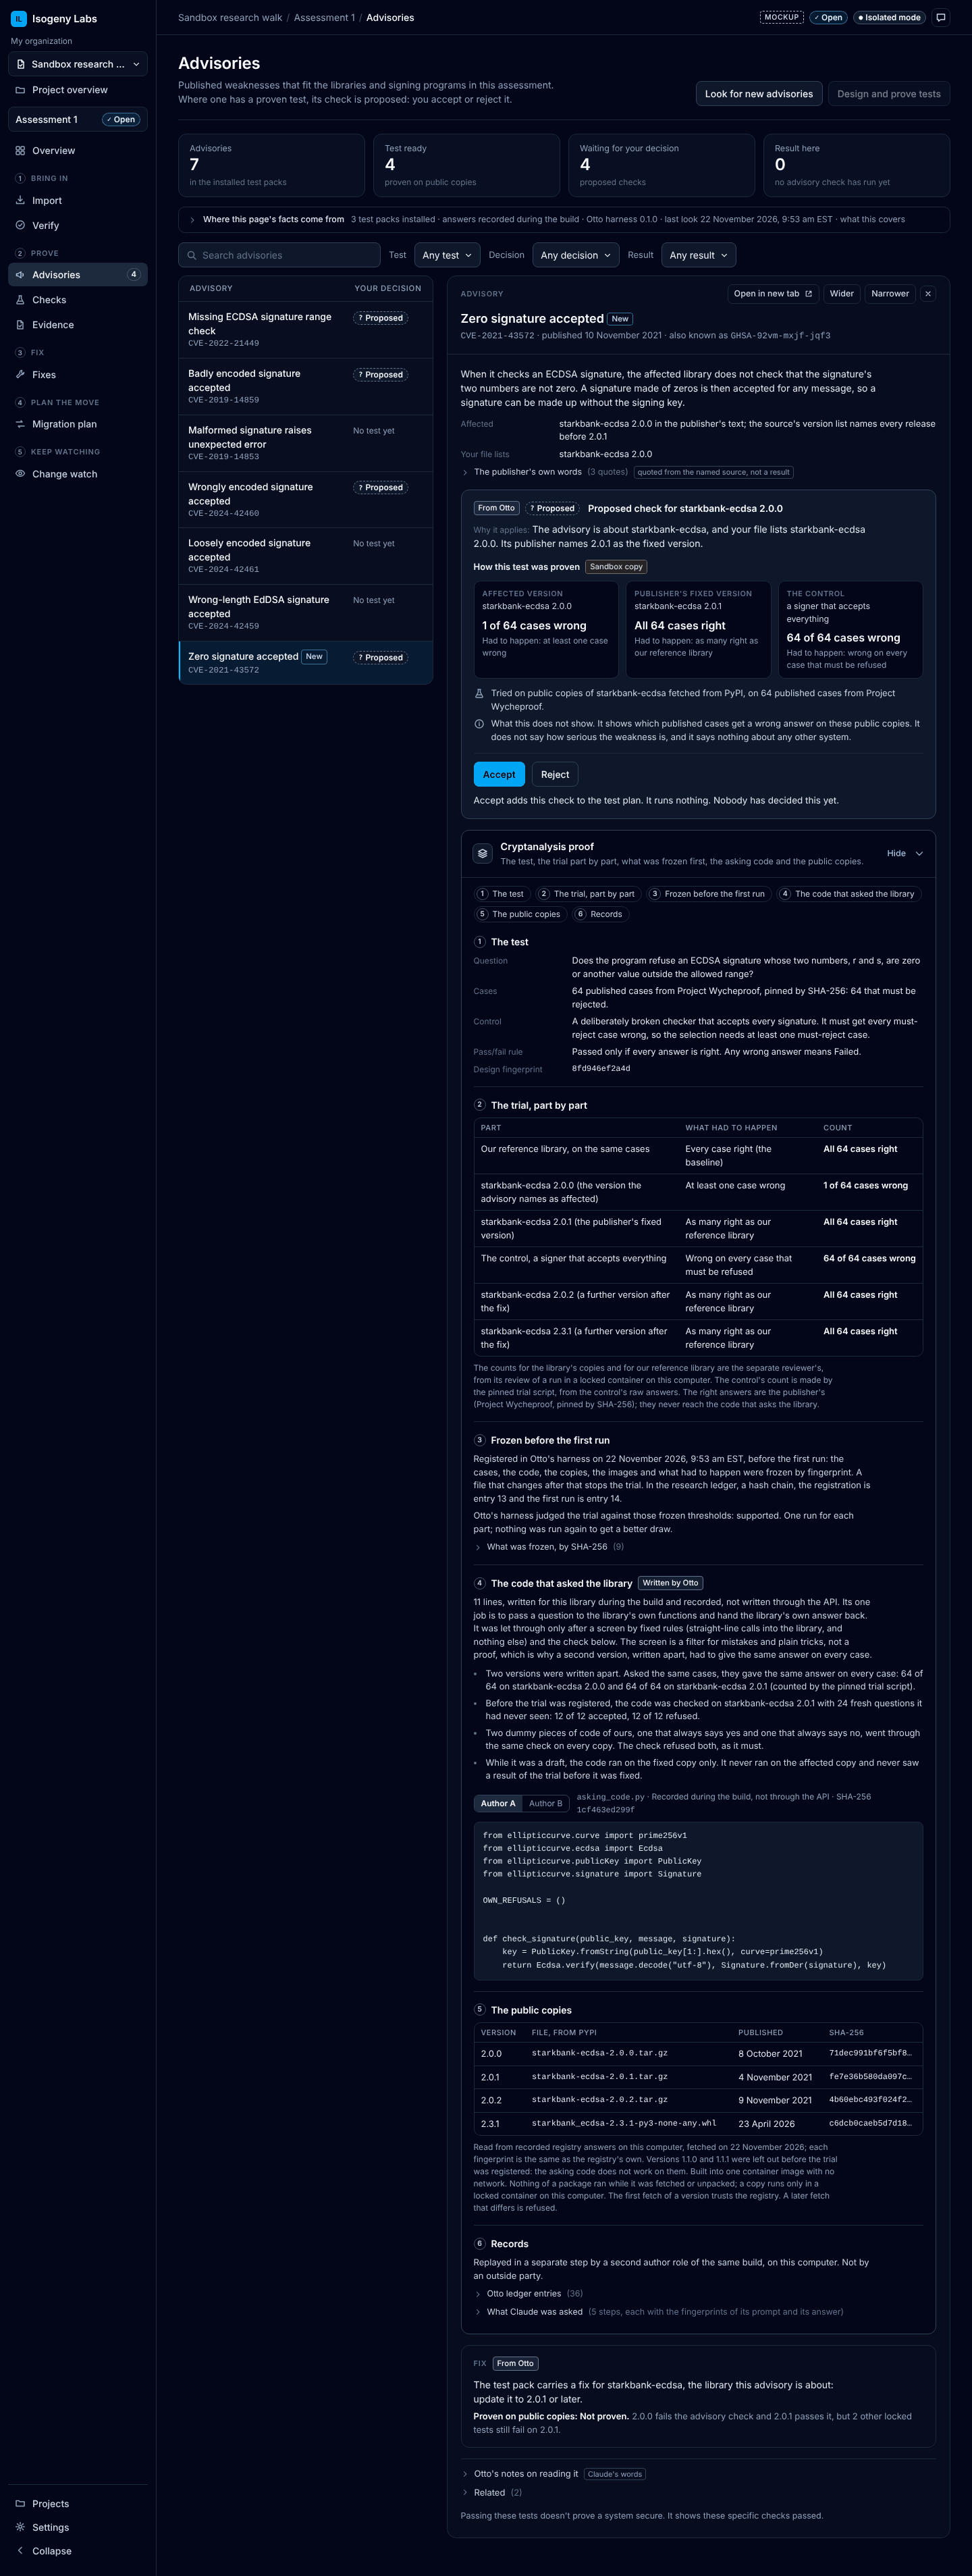 IL Isogeny Labs
My organization
Sandbox research ...
Project overview
Assessment 1 ✓ Open
Overview
1 BRING IN
Import
Verify
2 PROVE
Advisories 4
Checks
Evidence
3 FIX
Fixes
4 PLAN THE MOVE
Migration plan
5 KEEP WATCHING
Change watch
Projects
Settings
Collapse
Sandbox research walk / Assessment 1 / Advisories
MOCKUP ✓ Open Isolated mode
Advisories
Published weaknesses that fit the libraries and signing programs in this assessment.
Where one has a proven test, its check is proposed: you accept or reject it.
Look for new advisories Design and prove tests
Advisories
7
in the installed test packs
Test ready
4
proven on public copies
Waiting for your decision
4
proposed checks
Result here
0
no advisory check has run yet
Where this page's facts come from 3 test packs installed · answers recorded during the build · Otto harness 0.1.0 · last look 22 November 2026, 9:53 am EST · what this covers
Search advisories Test Any test Decision Any decision Result Any result
ADVISORY YOUR DECISION
Missing ECDSA signature range
check
CVE-2022-21449
? Proposed
Badly encoded signature
accepted
CVE-2019-14859
? Proposed
Malformed signature raises
unexpected error
CVE-2019-14853
No test yet
Wrongly encoded signature
accepted
CVE-2024-42460
? Proposed
Loosely encoded signature
accepted
CVE-2024-42461
No test yet
Wrong-length EdDSA signature
accepted
CVE-2024-42459
No test yet
Zero signature accepted New
CVE-2021-43572
? Proposed
ADVISORY Open in new tab Wider Narrower ×
Zero signature accepted New
CVE-2021-43572 · published 10 November 2021 · also known as GHSA-92vm-mxjf-jqf3
When it checks an ECDSA signature, the affected library does not check that the signature's
two numbers are not zero. A signature made of zeros is then accepted for any message, so a
signature can be made up without the signing key.
Affected starkbank-ecdsa 2.0.0 in the publisher's text; the source's version list names every release
before 2.0.1
Your file lists starkbank-ecdsa 2.0.0
The publisher's own words (3 quotes) quoted from the named source, not a result
From Otto ? Proposed Proposed check for starkbank-ecdsa 2.0.0
Why it applies: The advisory is about starkbank-ecdsa, and your file lists starkbank-ecdsa
2.0.0. Its publisher names 2.0.1 as the fixed version.
How this test was proven Sandbox copy
AFFECTED VERSION
starkbank-ecdsa 2.0.0
1 of 64 cases wrong
Had to happen: at least one case
wrong
PUBLISHER'S FIXED VERSION
starkbank-ecdsa 2.0.1
All 64 cases right
Had to happen: as many right as
our reference library
THE CONTROL
a signer that accepts
everything
64 of 64 cases wrong
Had to happen: wrong on every
case that must be refused
Tried on public copies of starkbank-ecdsa fetched from PyPI, on 64 published cases from Project
Wycheproof.
What this does not show. It shows which published cases get a wrong answer on these public copies. It
does not say how serious the weakness is, and it says nothing about any other system.
Accept Reject
Accept adds this check to the test plan. It runs nothing. Nobody has decided this yet.
Cryptanalysis proof
The test, the trial part by part, what was frozen first, the asking code and the public copies.
Hide
1 The test 2 The trial, part by part 3 Frozen before the first run 4 The code that asked the library
5 The public copies 6 Records
1 The test
Question Does the program refuse an ECDSA signature whose two numbers, r and s, are zero
or another value outside the allowed range?
Cases 64 published cases from Project Wycheproof, pinned by SHA-256: 64 that must be
rejected.
Control A deliberately broken checker that accepts every signature. It must get every must-
reject case wrong, so the selection needs at least one must-reject case.
Pass/fail rule Passed only if every answer is right. Any wrong answer means Failed.
Design fingerprint 8fd946ef2a4d
2 The trial, part by part
PART WHAT HAD TO HAPPEN COUNT
Our reference library, on the same cases Every case right (the
baseline) All 64 cases right
starkbank-ecdsa 2.0.0 (the version the
advisory names as affected) At least one case wrong 1 of 64 cases wrong
starkbank-ecdsa 2.0.1 (the publisher's fixed
version) As many right as our
reference library All 64 cases right
The control, a signer that accepts everything Wrong on every case that
must be refused 64 of 64 cases wrong
starkbank-ecdsa 2.0.2 (a further version after
the fix) As many right as our
reference library All 64 cases right
starkbank-ecdsa 2.3.1 (a further version after
the fix) As many right as our
reference library All 64 cases right
The counts for the library's copies and for our reference library are the separate reviewer's,
from its review of a run in a locked container on this computer. The control's count is made by
the pinned trial script, from the control's raw answers. The right answers are the publisher's
(Project Wycheproof, pinned by SHA-256); they never reach the code that asks the library.
3 Frozen before the first run
Registered in Otto's harness on 22 November 2026, 9:53 am EST, before the first run: the
cases, the code, the copies, the images and what had to happen were frozen by fingerprint. A
file that changes after that stops the trial. In the research ledger, a hash chain, the registration is
entry 13 and the first run is entry 14.
Otto's harness judged the trial against those frozen thresholds: supported. One run for each
part; nothing was run again to get a better draw.
What was frozen, by SHA-256 (9)
4 The code that asked the library Written by Otto
11 lines, written for this library during the build and recorded, not written through the API. Its one
job is to pass a question to the library's own functions and hand the library's own answer back.
It was let through only after a screen by fixed rules (straight-line calls into the library, and
nothing else) and the check below. The screen is a filter for mistakes and plain tricks, not a
proof, which is why a second version, written apart, had to give the same answer on every case.
Two versions were written apart. Asked the same cases, they gave the same answer on every case: 64 of
64 on starkbank-ecdsa 2.0.0 and 64 of 64 on starkbank-ecdsa 2.0.1 (counted by the pinned trial script).
Before the trial was registered, the code was checked on starkbank-ecdsa 2.0.1 with 24 fresh questions it
had never seen: 12 of 12 accepted, 12 of 12 refused.
Two dummy pieces of code of ours, one that always says yes and one that always says no, went through
the same check on every copy. The check refused both, as it must.
While it was a draft, the code ran on the fixed copy only. It never ran on the affected copy and never saw
a result of the trial before it was fixed.
Author A Author B asking_code.py · Recorded during the build, not through the API · SHA-256
1cf463ed299f
from ellipticcurve.curve import prime256v1
from ellipticcurve.ecdsa import Ecdsa
from ellipticcurve.publicKey import PublicKey
from ellipticcurve.signature import Signature
OWN_REFUSALS = ()
def check_signature(public_key, message, signature):
key = PublicKey.fromString(public_key[1:].hex(), curve=prime256v1)
return Ecdsa.verify(message.decode("utf-8"), Signature.fromDer(signature), key)
5 The public copies
VERSION FILE, FROM PYPI PUBLISHED SHA-256
2.0.0 starkbank-ecdsa-2.0.0.tar.gz 8 October 2021 71dec991bf6f5bf8…
2.0.1 starkbank-ecdsa-2.0.1.tar.gz 4 November 2021 fe7e36b580da097c…
2.0.2 starkbank-ecdsa-2.0.2.tar.gz 9 November 2021 4b60ebc493f024f2…
2.3.1 starkbank_ecdsa-2.3.1-py3-none-any.whl 23 April 2026 c6dcb0caeb5d7d18…
Read from recorded registry answers on this computer, fetched on 22 November 2026; each
fingerprint is the same as the registry's own. Versions 1.1.0 and 1.1.1 were left out before the trial
was registered: the asking code does not work on them. Built into one container image with no
network. Nothing of a package ran while it was fetched or unpacked; a copy runs only in a
locked container on this computer. The first fetch of a version trusts the registry. A later fetch
that differs is refused.
6 Records
Replayed in a separate step by a second author role of the same build, on this computer. Not by
an outside party.
Otto ledger entries (36)
What Claude was asked (5 steps, each with the fingerprints of its prompt and its answer)
FIX From Otto
The test pack carries a fix for starkbank-ecdsa, the library this advisory is about:
update it to 2.0.1 or later.
Proven on public copies: Not proven. 2.0.0 fails the advisory check and 2.0.1 passes it, but 2 other locked
tests still fail on 2.0.1.
Otto's notes on reading it Claude's words
Related (2)
Passing these tests doesn't prove a system secure. It shows these specific checks passed.